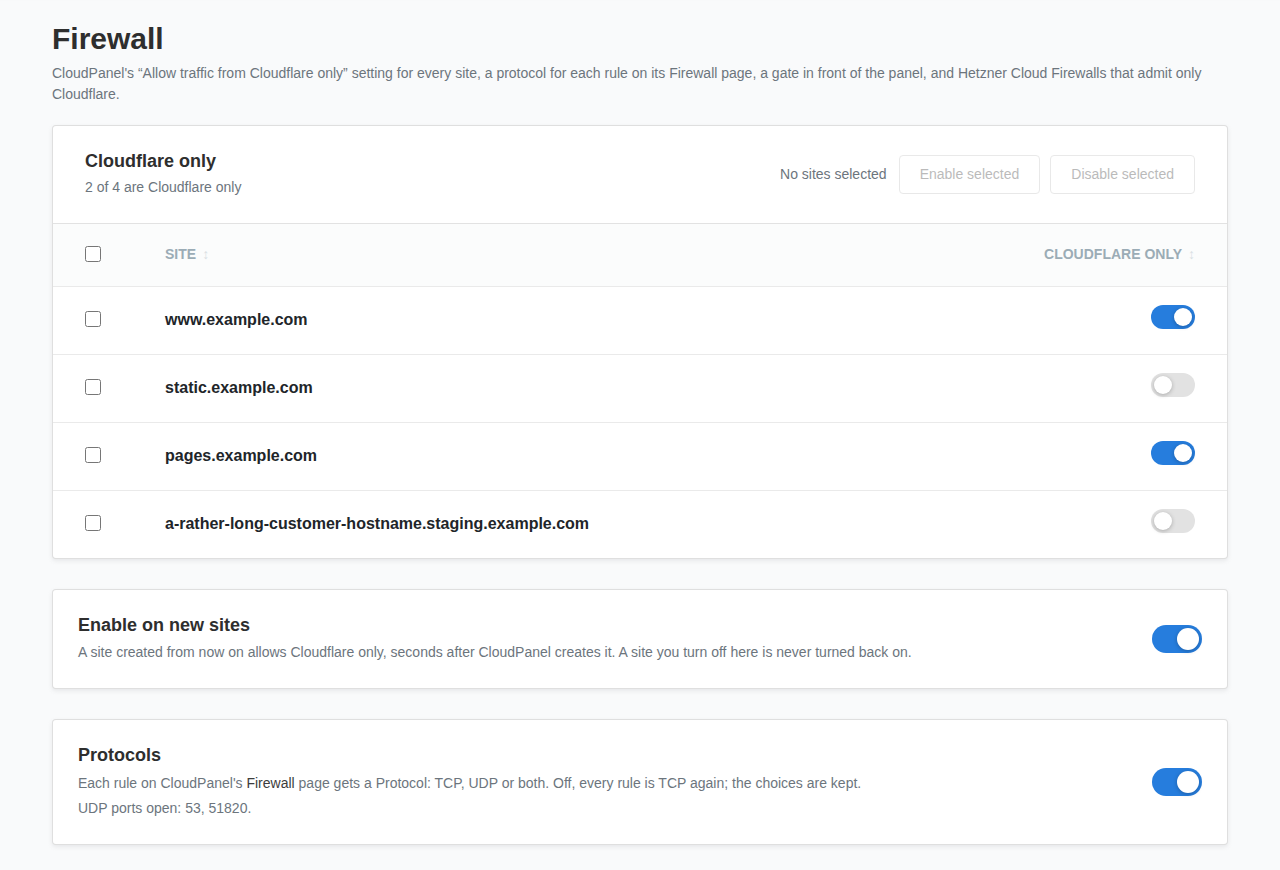 Firewall
CloudPanel's “Allow traffic from Cloudflare only” setting for every site, a protocol for each rule on its Firewall page, a gate in front of the panel, and Hetzner Cloud Firewalls that admit only
Cloudflare.
Cloudflare only
2 of 4 are Cloudflare only
No sites selected
Enable selected
Disable selected
SITE ↕
CLOUDFLARE ONLY ↕
www.example.com
static.example.com
pages.example.com
a-rather-long-customer-hostname.staging.example.com
Enable on new sites
A site created from now on allows Cloudflare only, seconds after CloudPanel creates it. A site you turn off here is never turned back on.
Protocols
Each rule on CloudPanel's Firewall page gets a Protocol: TCP, UDP or both. Off, every rule is TCP again; the choices are kept.
UDP ports open: 53, 51820.